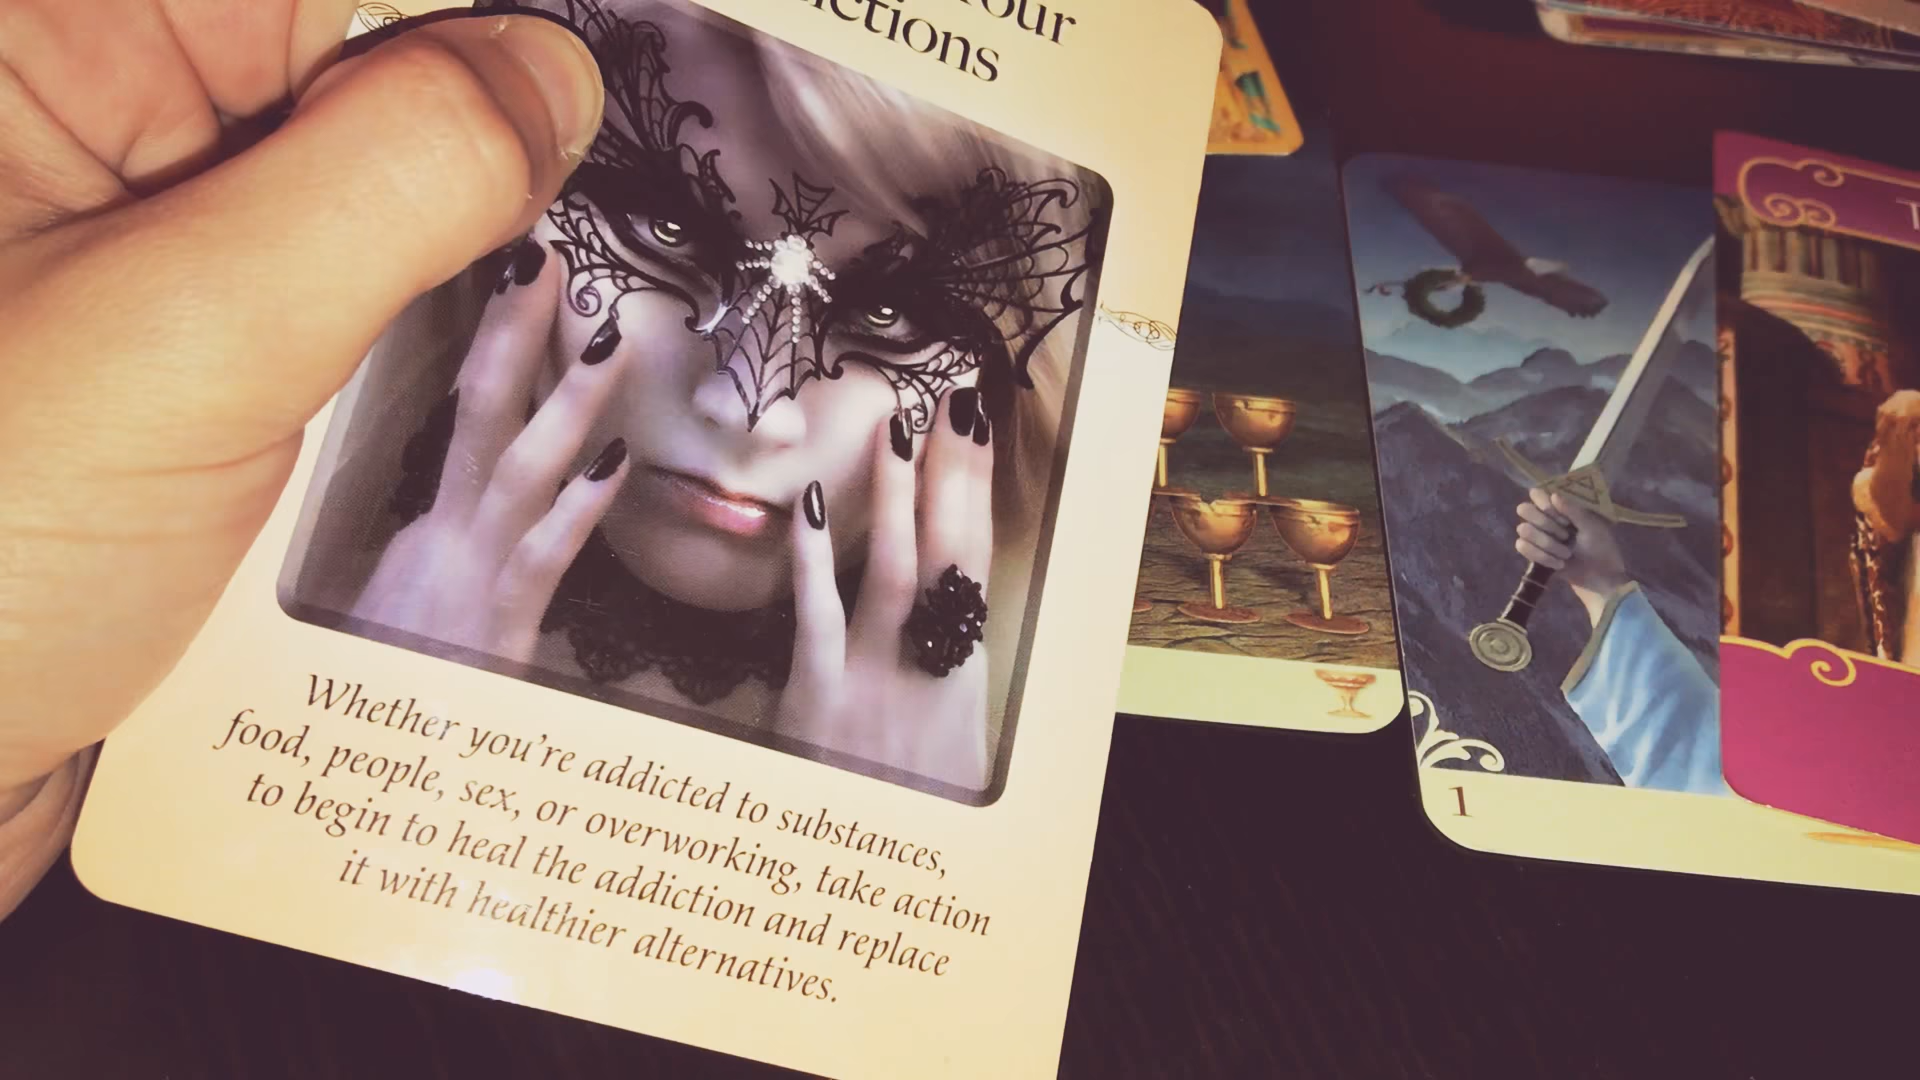 Your
Whether you're addicted to substances,
food, people, sex, or overworking, take action
to begin to heal the addiction and replace
it with healthier alternatives.
1